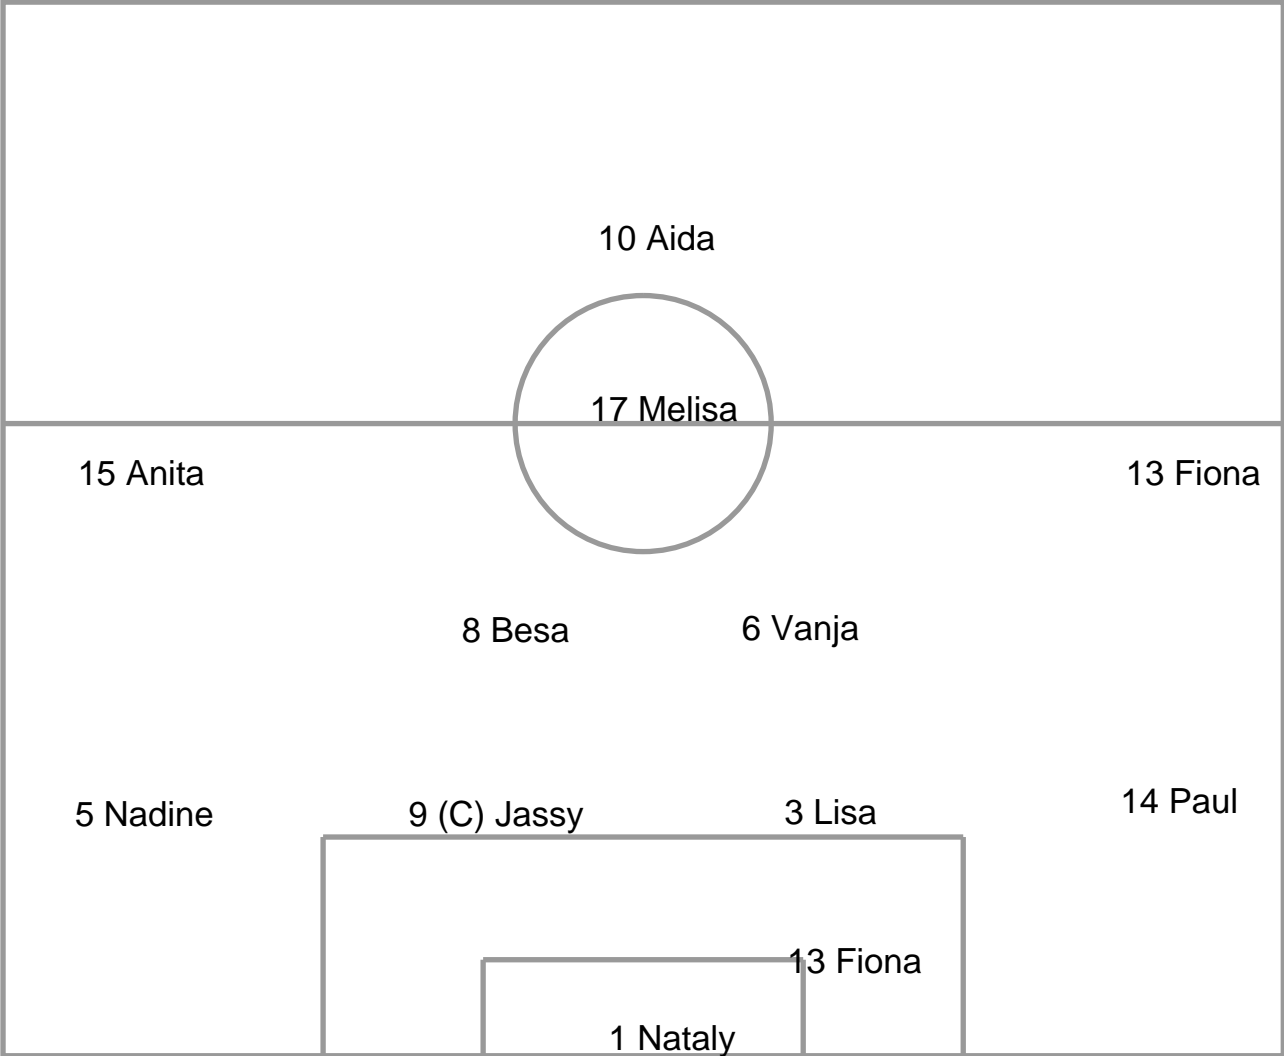 10 Aida
17 Melisa
15 Anita
13 Fiona
8 Besa
6 Vanja
5 Nadine
9 (C) Jassy
3 Lisa
14 Paul
13 Fiona
1 Nataly